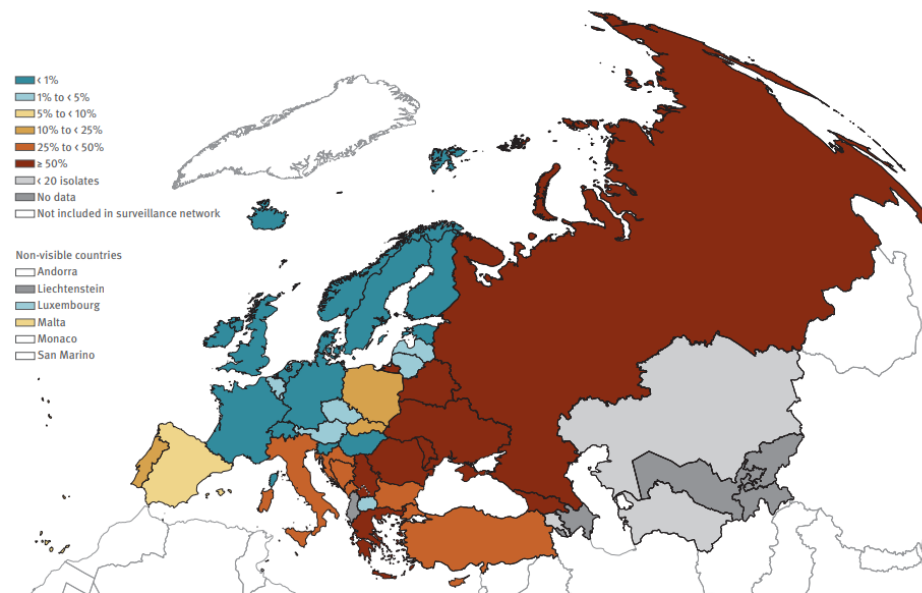 < 1%
1% to < 5%
5% to < 10%
10% to < 25%
25% to < 50%
≥ 50%
< 20 isolates
No data
Not included in surveillance network
Non-visible countries
Andorra
Liechtenstein
Luxembourg
Malta
Monaco
San Marino